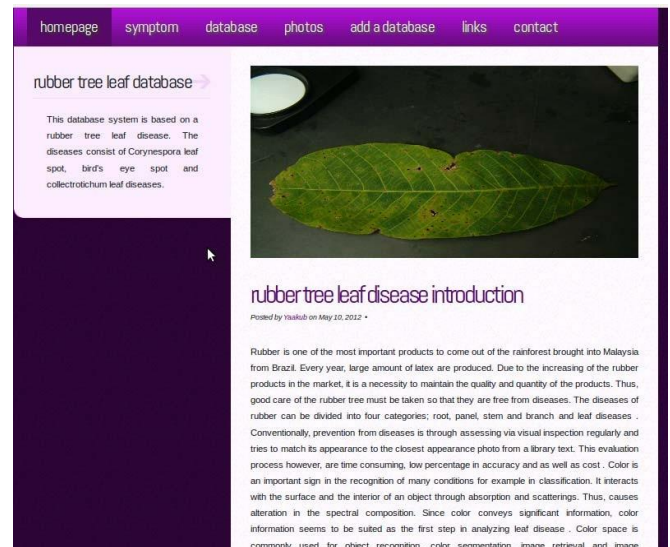 homepage symptom database photos add a database links contact
rubber tree leaf database
This database system is based on a
rubber tree leaf disease. The
diseases consist of Corynespora leaf
spot, bird's eye spot and
collectotrichum leaf diseases.
rubber tree leaf disease introduction
Posted by Yaakub on May 10, 2012 •
Rubber is one of the most important products to come out of the rainforest brought into Malaysia
from Brazil. Every year, large amount of latex are produced. Due to the increasing of the rubber
products in the market, it is a necessity to maintain the quality and quantity of the products. Thus,
good care of the rubber tree must be taken so that they are free from diseases. The diseases of
rubber can be divided into four categories; root, panel, stem and branch and leaf diseases .
Conventionally, prevention from diseases is through assessing via visual inspection regularly and
tries to match its appearance to the closest appearance photo from a library text. This evaluation
process however, are time consuming, low percentage in accuracy and as well as cost . Color is
an important sign in the recognition of many conditions for example in classification. It interacts
with the surface and the interior of an object through absorption and scatterings. Thus, causes
alteration in the spectral composition. Since color conveys significant information, color
information seems to be suited as the first step in analyzing leaf disease . Color space is
commonly used for object recognition, color segmentation, image retrieval and image